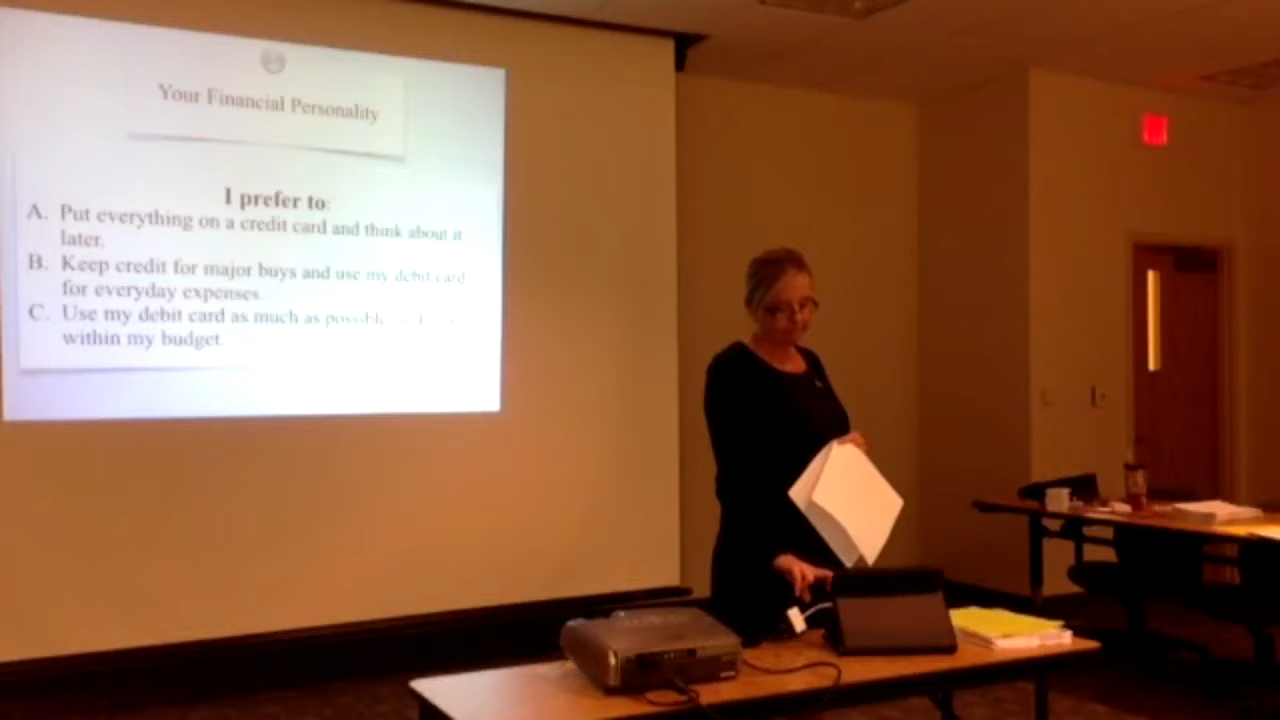 Your Financial Personality
I prefer to:
A. Put everything on a credit card and think about it
later.
B. Keep credit for major buys and use my debit card
for everyday expenses.
C. Use my debit card as much as possible
within my budget.